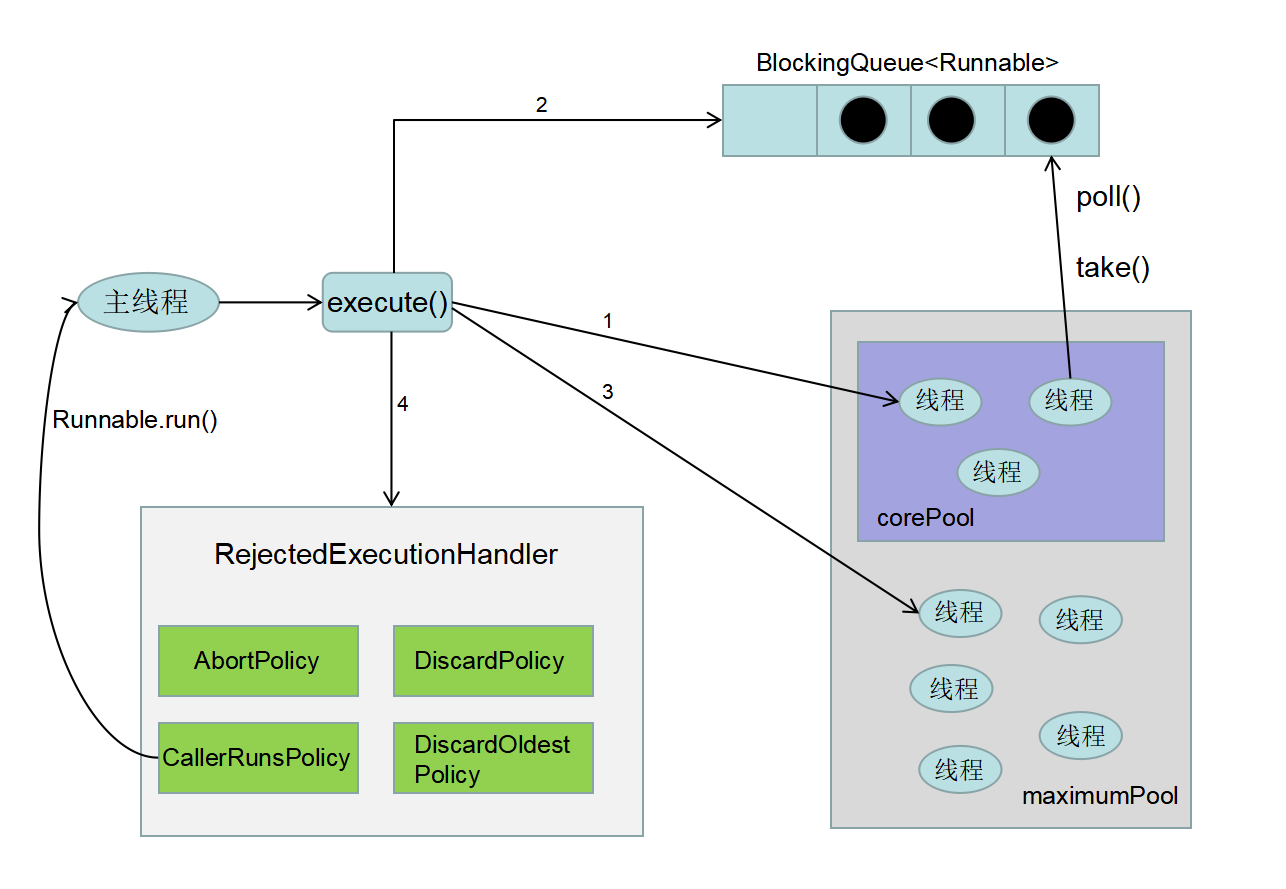 BlockingQueue<Runnable>
2
poll()
take()
主线程
execute()
1
3
4
Runnable.run()
线程
线程
线程
corePool
RejectedExecutionHandler
AbortPolicy
DiscardPolicy
CallerRunsPolicy
DiscardOldest
Policy
线程
线程
线程
线程
线程
maximumPool